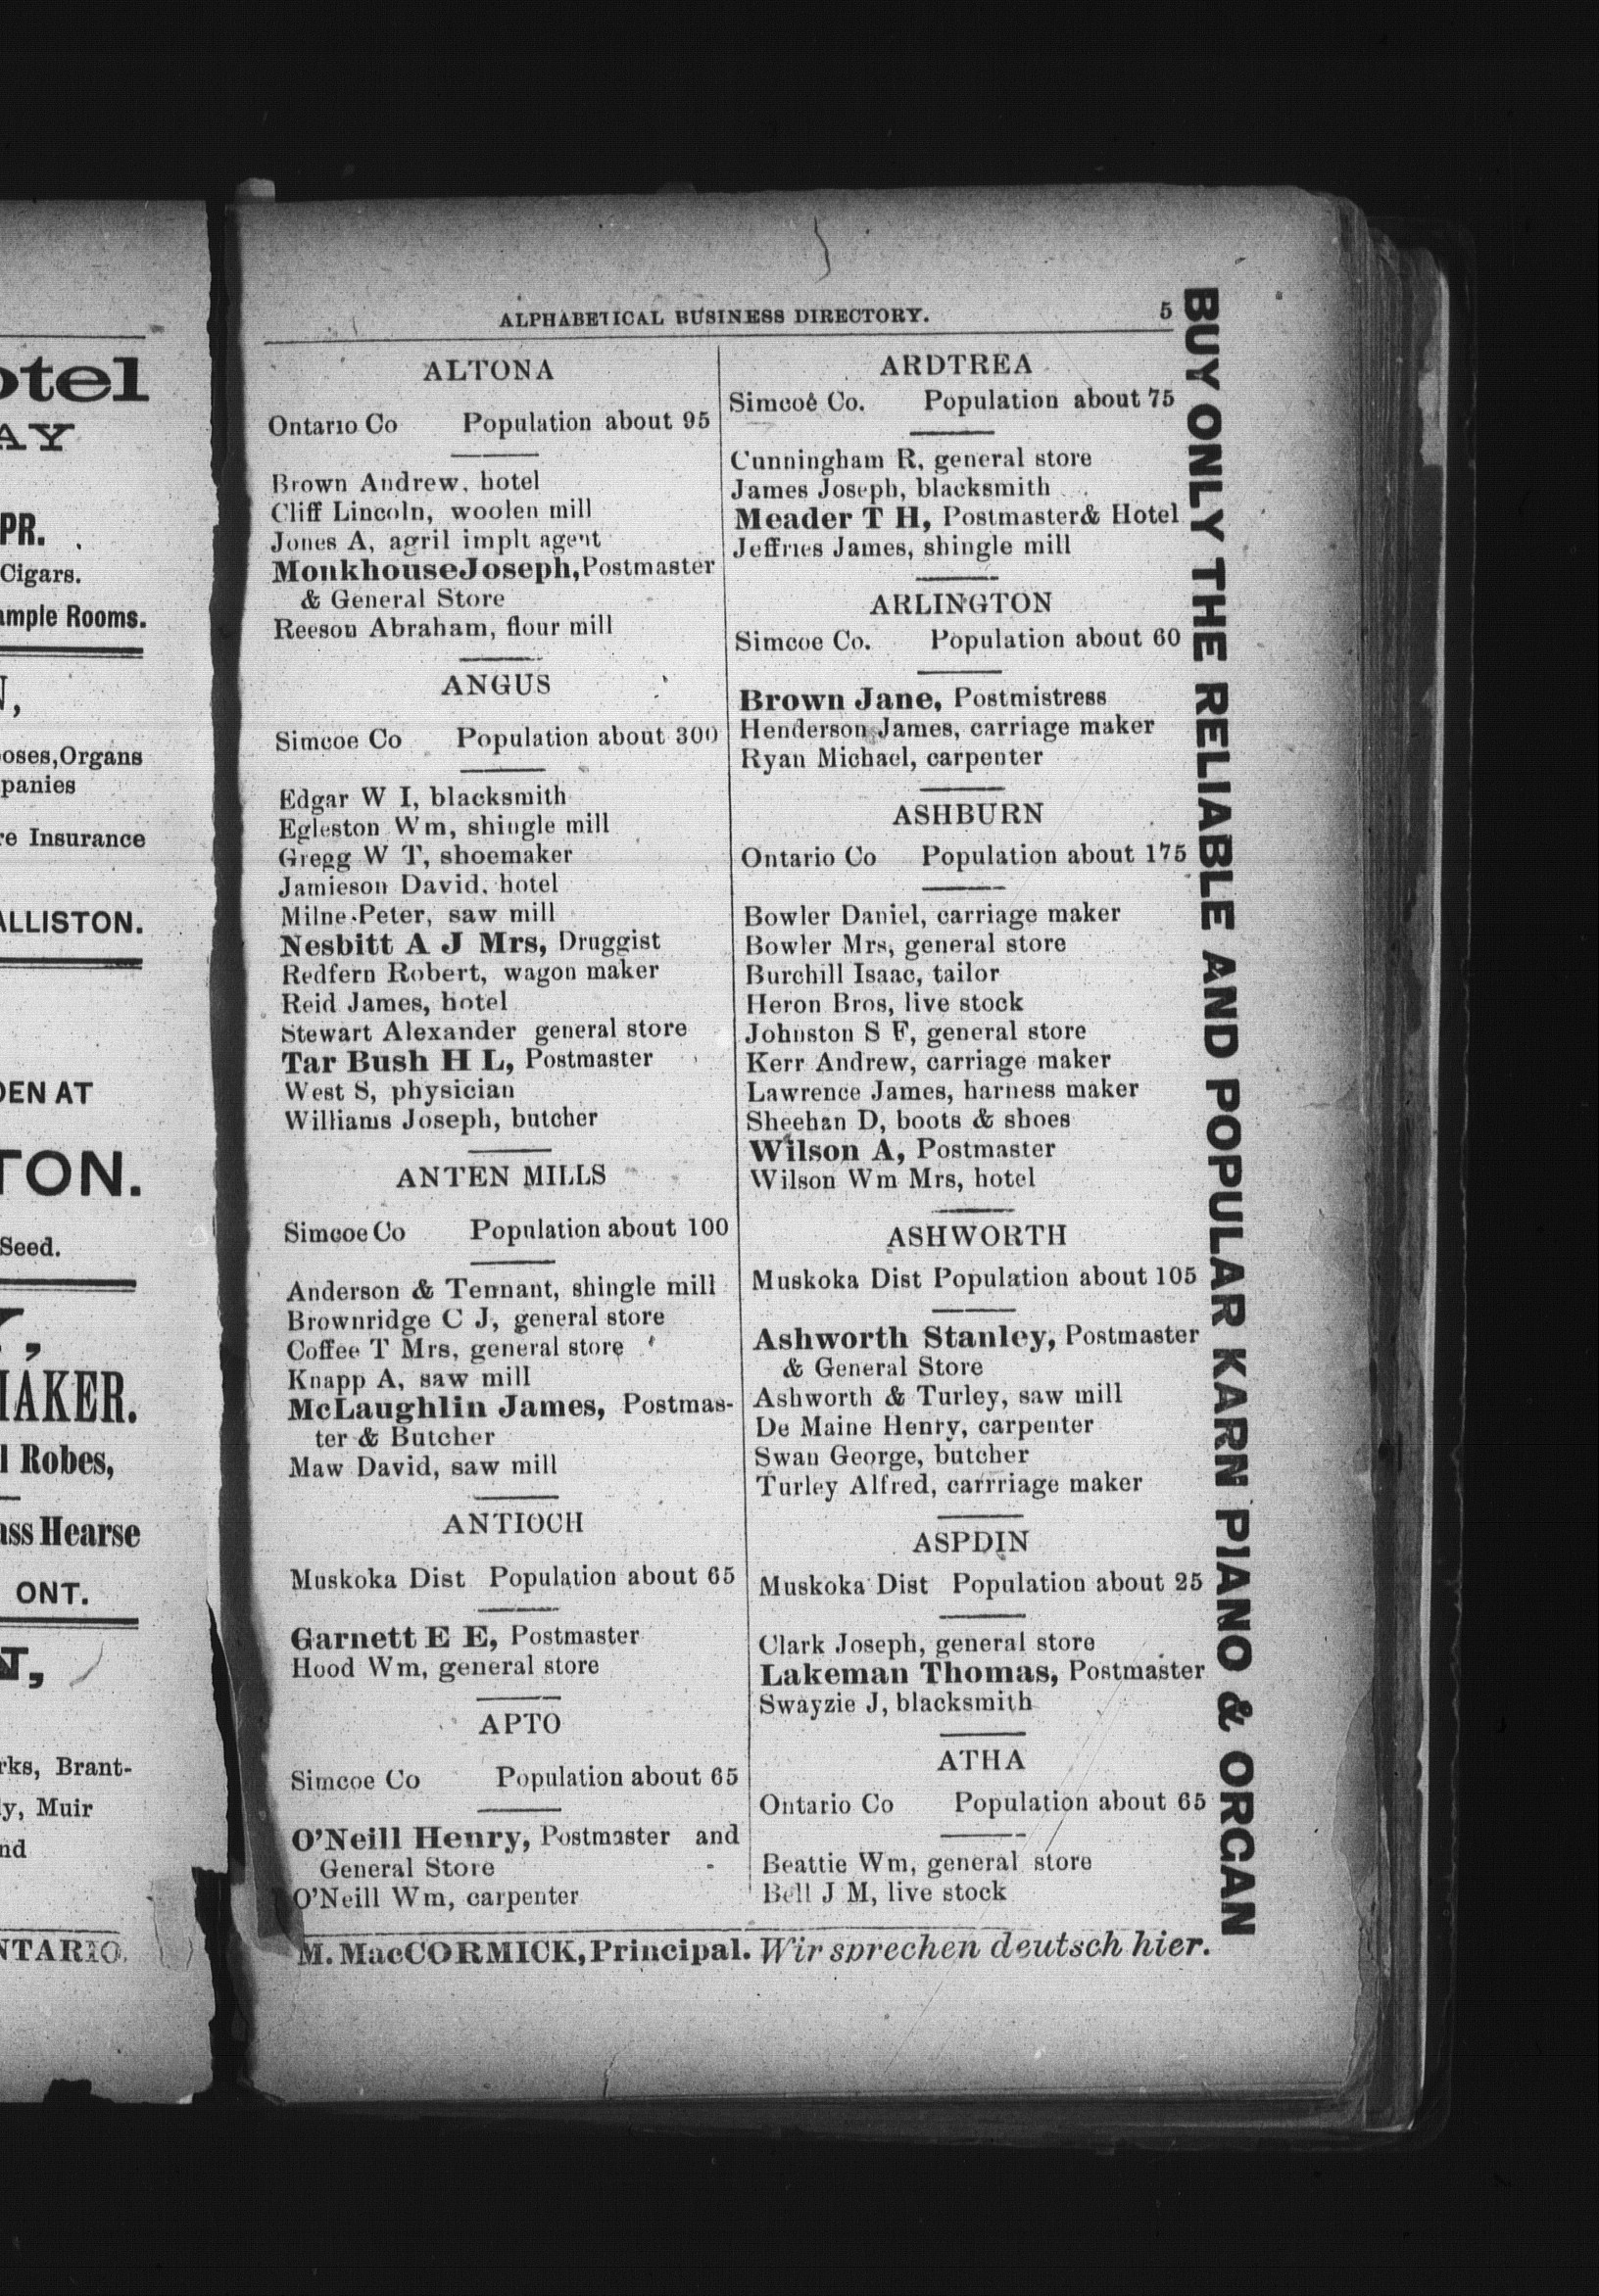 otel
AY
PR.
Cigars.
ample Rooms.
oses,Organs
panies
re Insurance
ALLISTON.
DEN AT
TON.
Seed.
MAKER.
l Robes,
ass Hearse
ONT.
rks, Brant-
ly, Muir
nd
NTARIO.
ALPHABETICAL BUSINESS DIRECTORY. 5
ALTONA
Ontario Co Population about 95
Brown Andrew, hotel
Cliff Lincoln, woolen mill
Jones A, agril implt agent
MonkhouseJoseph,Postmaster
& General Store
Reeson Abraham, flour mill
ANGUS
Simcoe Co Population about 300
Edgar W I, blacksmith
Egleston Wm, shingle mill
Gregg W T, shoemaker
Jamieson David, hotel
Milne Peter, saw mill
Nesbitt A J Mrs, Druggist
Redfern Robert, wagon maker
Reid James, hotel
Stewart Alexander general store
Tar Bush H L, Postmaster
West S, physician
Williams Joseph, butcher
ANTEN MILLS
Simcoe Co Population about 100
Anderson & Tennant, shingle mill
Brownridge C J, general store
Coffee T Mrs, general store
Knapp A, saw mill
McLaughlin James, Postmas-
ter & Butcher
Maw David, saw mill
ANTIOCH
Muskoka Dist Population about 65
Garnett E E, Postmaster
Hood Wm, general store
APTO
Simcoe Co Population about 65
O'Neill Henry, Postmaster and
General Store
O'Neill Wm, carpenter
ARDTREA
Simcoe Co. Population about 75
Cunningham R, general store
James Joseph, blacksmith
Meader T H, Postmaster& Hotel
Jeffries James, shingle mill
ARLINGTON
Simcoe Co. Population about 60
Brown Jane, Postmistress
Henderson James, carriage maker
Ryan Michael, carpenter
ASHBURN
Ontario Co Population about 175
Bowler Daniel, carriage maker
Bowler Mrs, general store
Burchill Isaac, tailor
Heron Bros, live stock
Johnston S F, general store
Kerr Andrew, carriage maker
Lawrence James, harness maker
Sheehan D, boots & shoes
Wilson A, Postmaster
Wilson Wm Mrs, hotel
ASHWORTH
Muskoka Dist Population about 105
Ashworth Stanley, Postmaster
& General Store
Ashworth & Turley, saw mill
De Maine Henry, carpenter
Swan George, butcher
Turley Alfred, carrriage maker
ASPDIN
Muskoka Dist Population about 25
Clark Joseph, general store
Lakeman Thomas, Postmaster
Swayzie J, blacksmith
ATHA
Ontario Co Population about 65
Beattie Wm, general store
Bell J M, live stock
M. MacCORMICK, Principal. Wir sprechen deutsch hier.
BUY ONLY THE RELIABLE AND POPULAR KARN PIANO & ORGAN